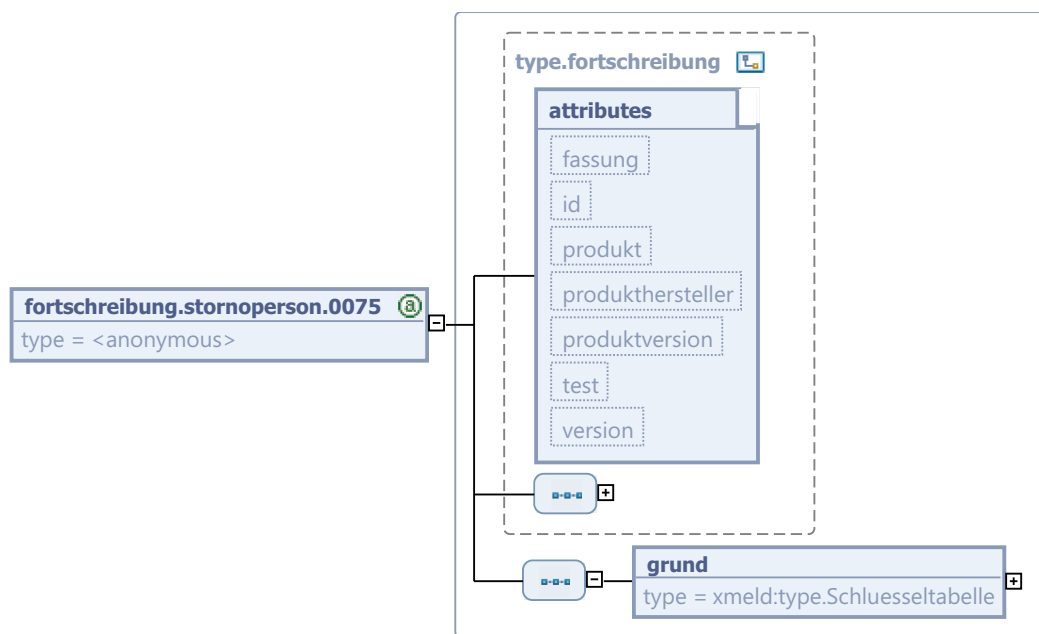 type.fortschreibung
attributes
fassung
id
produkt
produkthersteller
produktversion
test
version
fortschreibung.stornoperson.0075
type = <anonymous>
grund
type = xmeld:type.Schluesseltabelle